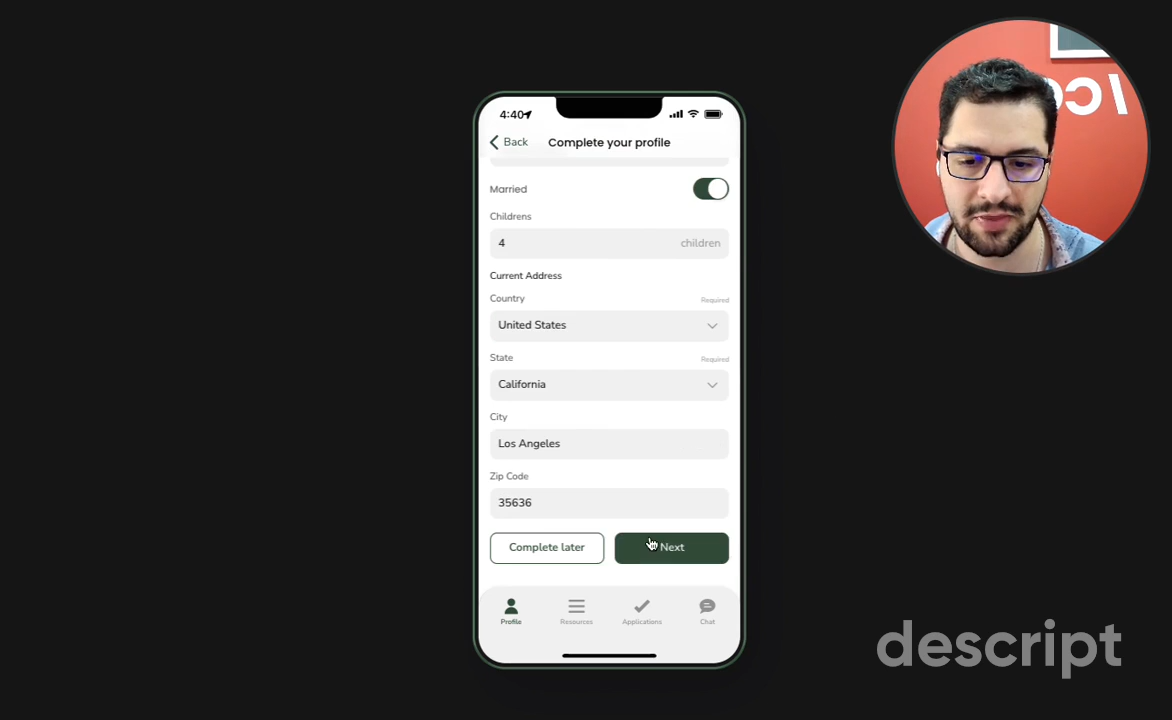 4:40
Back
Complete your profile
Married
Childrens
4
children
Current Address
Country
Required
United States
State
Required
California
City
Los Angeles
Zip Code
35636
Complete later
Next
Profile
Resources
Applications
Chat
descript